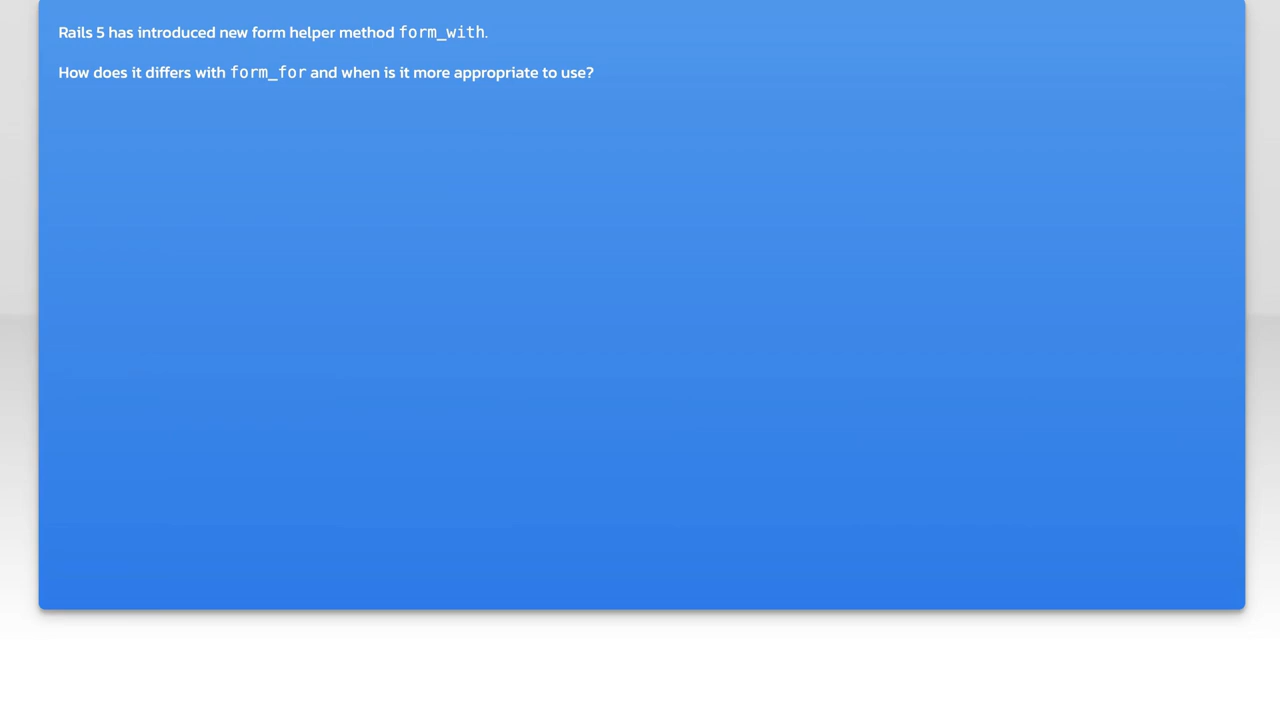 Rails 5 has introduced new form helper method form_with.
How does it differs with form_for and when is it more appropriate to use?